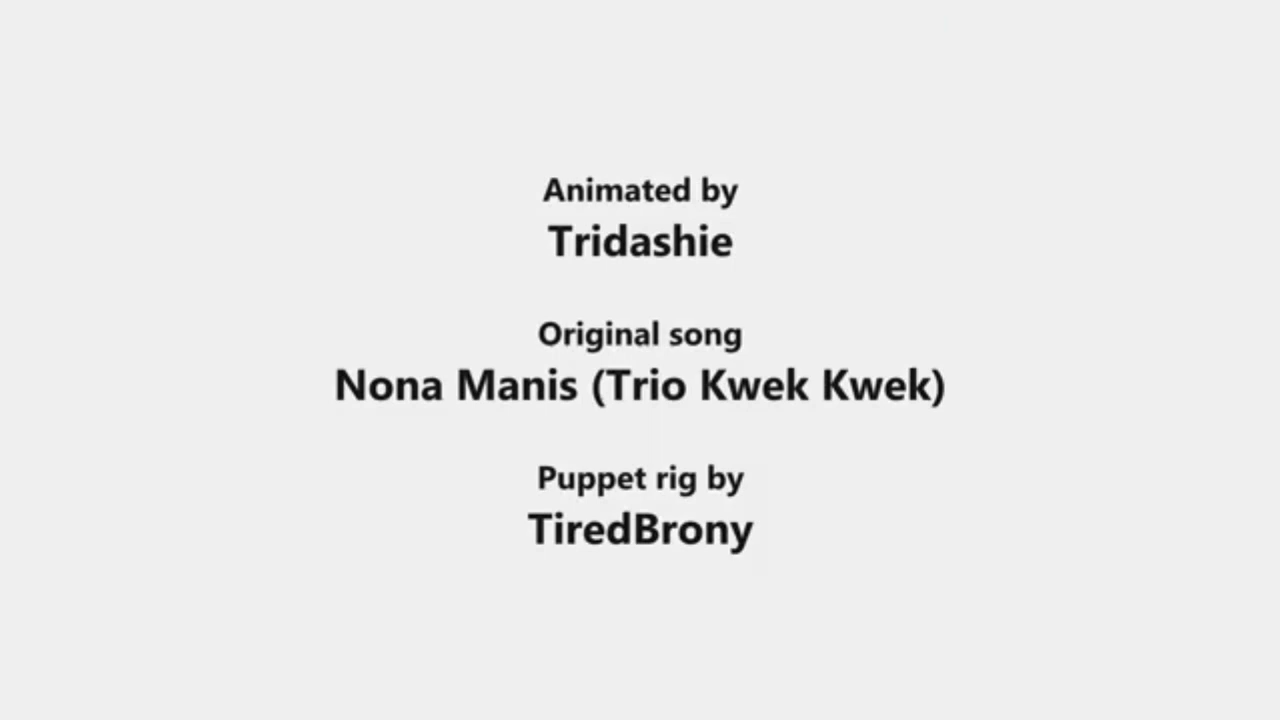 Animated by
Tridashie
Original song
Nona Manis (Trio Kwek Kwek)
Puppet rig by
TiredBrony